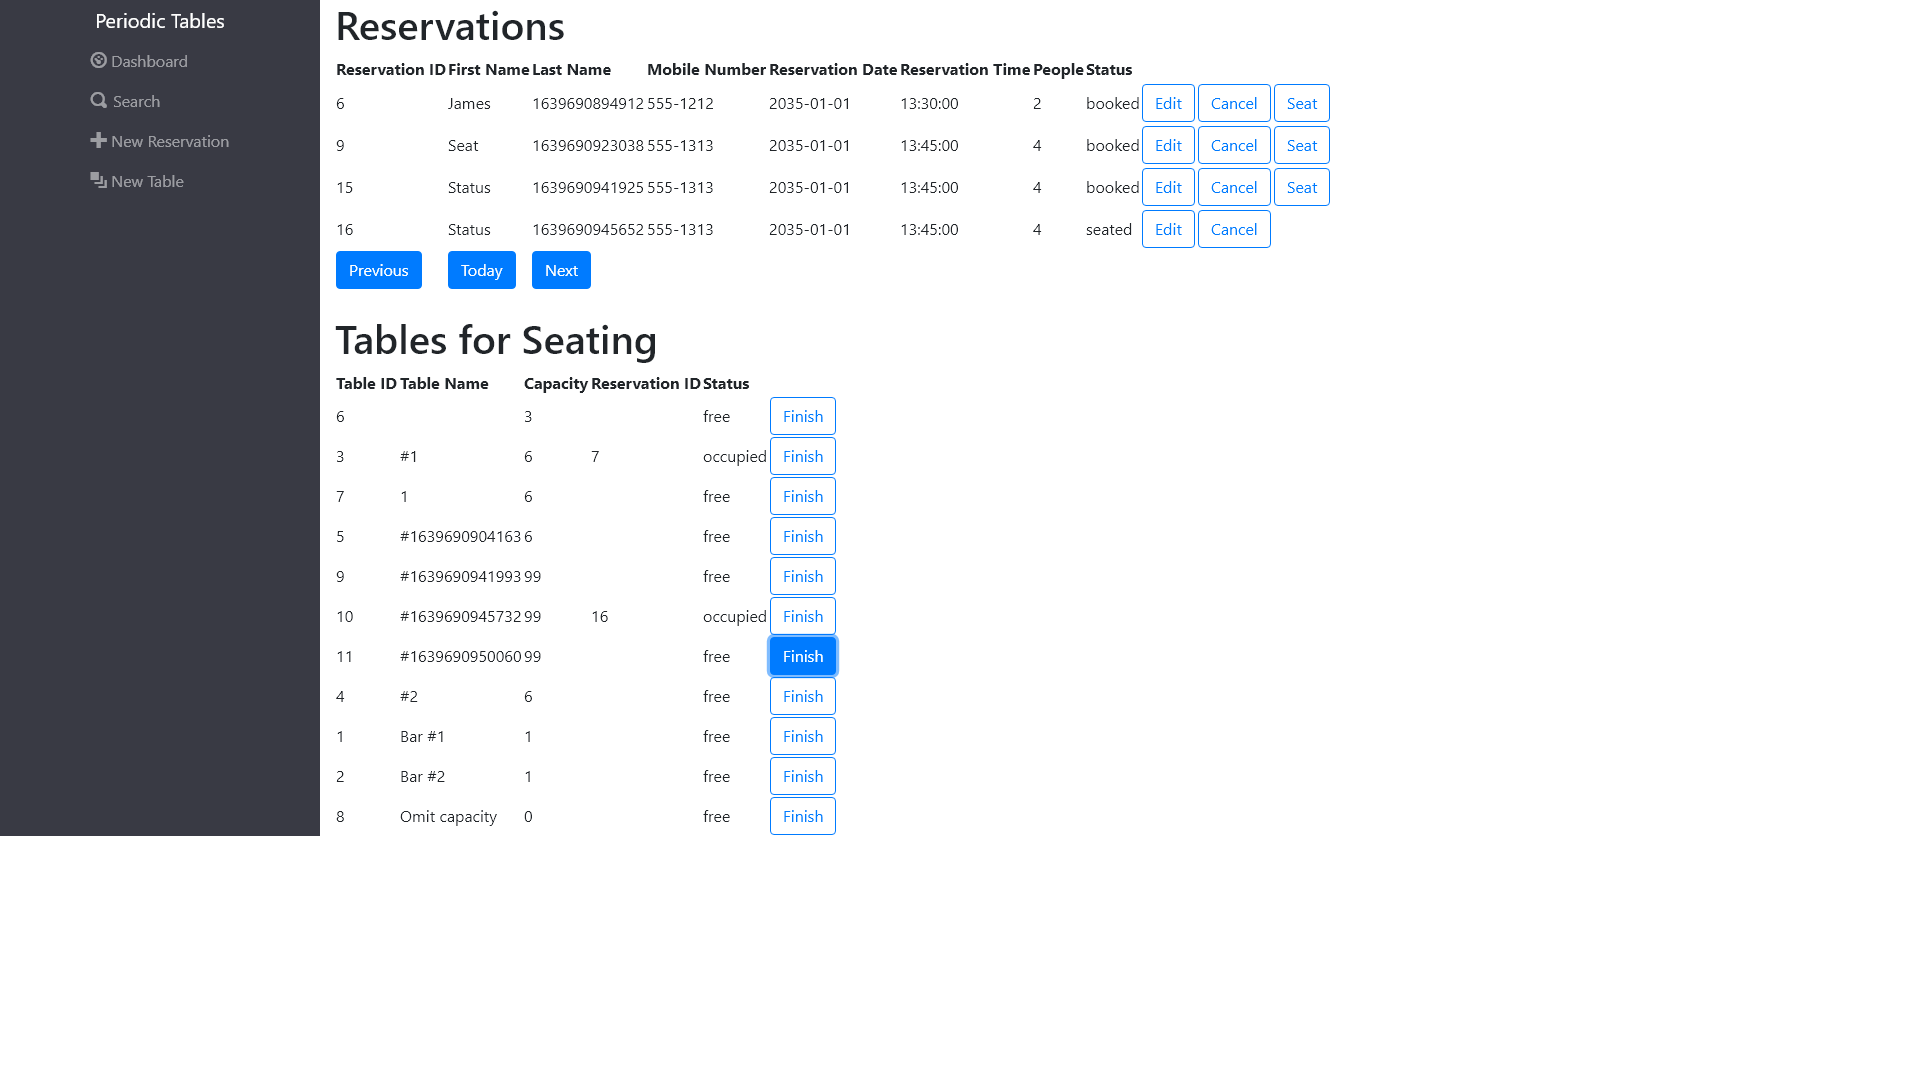 Periodic Tables
Dashboard
Search
New Reservation
New Table
Reservations
Reservation ID First Name Last Name Mobile Number Reservation Date Reservation Time People Status
6 James 1639690894912 555-1212 2035-01-01 13:30:00 2 booked Edit Cancel Seat
9 Seat 1639690923038 555-1313 2035-01-01 13:45:00 4 booked Edit Cancel Seat
15 Status 1639690941925 555-1313 2035-01-01 13:45:00 4 booked Edit Cancel Seat
16 Status 1639690945652 555-1313 2035-01-01 13:45:00 4 seated Edit Cancel
Previous Today Next
Tables for Seating
Table ID Table Name Capacity Reservation ID Status
6 3 free Finish
3 #1 6 7 occupied Finish
7 1 6 free Finish
5 #1639690904163 6 free Finish
9 #1639690941993 99 free Finish
10 #1639690945732 99 16 occupied Finish
11 #1639690950060 99 free Finish
4 #2 6 free Finish
1 Bar #1 1 free Finish
2 Bar #2 1 free Finish
8 Omit capacity 0 free Finish